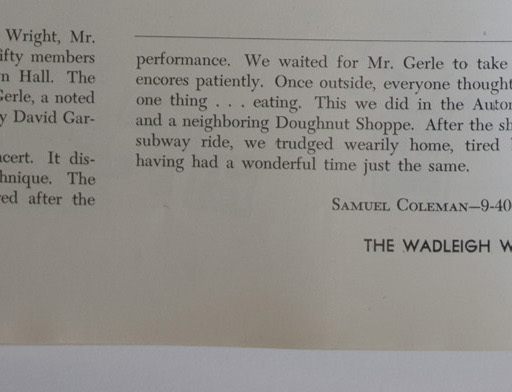 Wright, Mr.
ifty members
n Hall. The
Gerle, a noted
y David Gar-
ncert. It dis-
hnique. The
red after the
performance. We waited for Mr. Gerle to take
encores patiently. Once outside, everyone thought
one thing . . . eating. This we did in the Autom
and a neighboring Doughnut Shoppe. After the sh
subway ride, we trudged wearily home, tired
having had a wonderful time just the same.
SAMUEL COLEMAN—9-40
THE WADLEIGH W